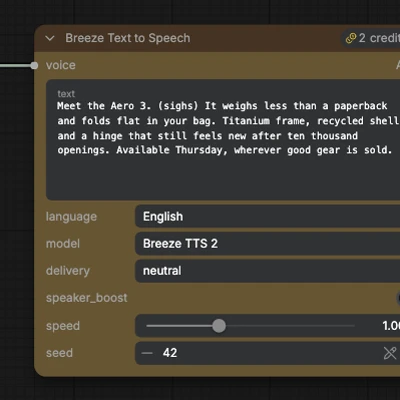 Breeze Text to Speech
2 credit
voice
text
Meet the Aero 3. (sighs) It weighs less than a paperback
and folds flat in your bag. Titanium frame, recycled shell
and a hinge that still feels new after ten thousand
openings. Available Thursday, wherever good gear is sold.
language English
model Breeze TTS 2
delivery neutral
speaker_boost
speed 1.0
seed 42